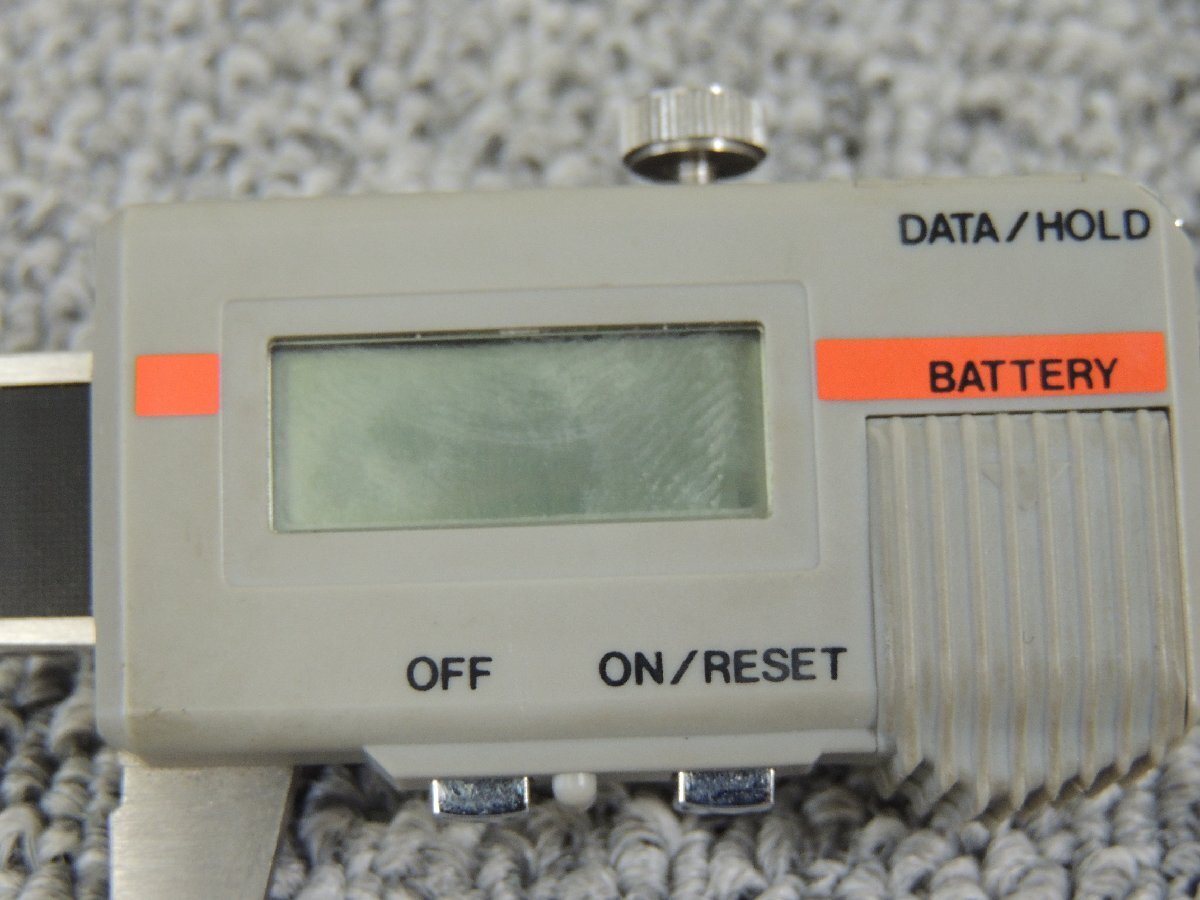 DATA/HOLD
BATTERY
OFF
ON/RESET